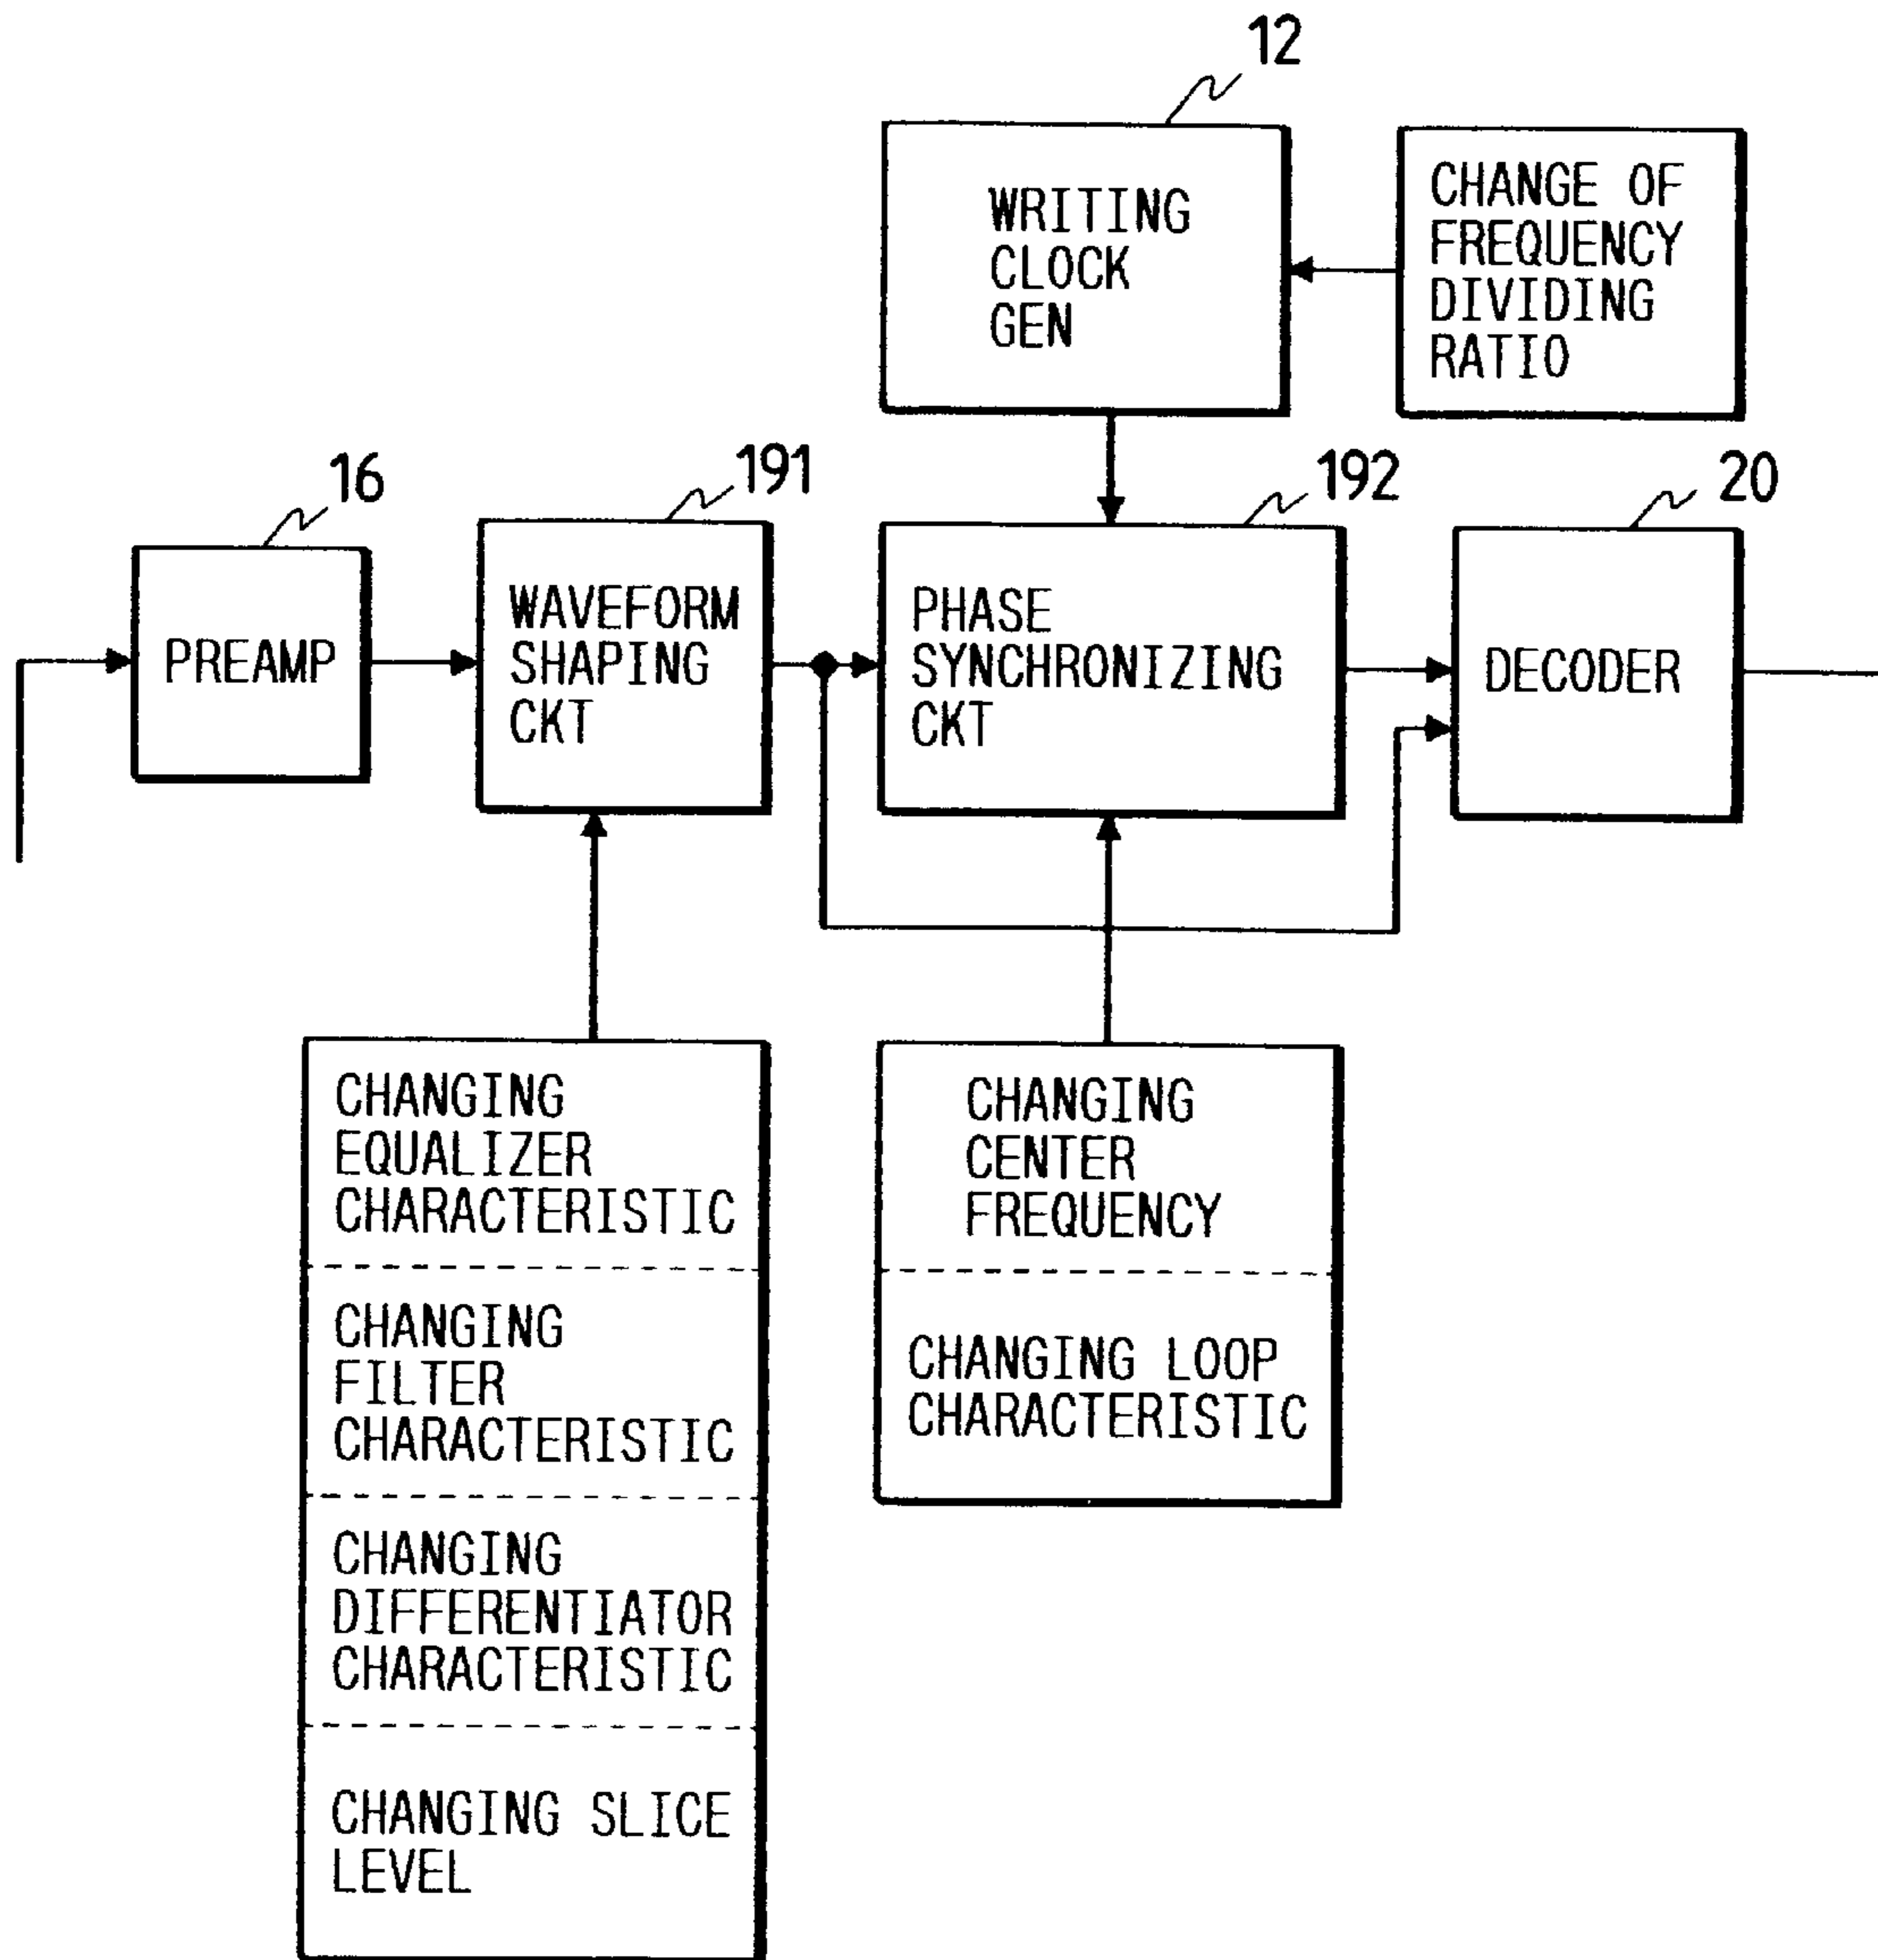 12
WRITING
CLOCK
GEN
CHANGE OF
FREQUENCY
DIVIDING
RATIO
16
191
192
20
PREAMP
WAVEFORM
SHAPING
CKT
PHASE
SYNCHRONIZING
CKT
DECODER
CHANGING
EQUALIZER
CHARACTERISTIC
CHANGING
FILTER
CHARACTERISTIC
CHANGING
DIFFERENTIATOR
CHARACTERISTIC
CHANGING SLICE
LEVEL
CHANGING
CENTER
FREQUENCY
CHANGING LOOP
CHARACTERISTIC